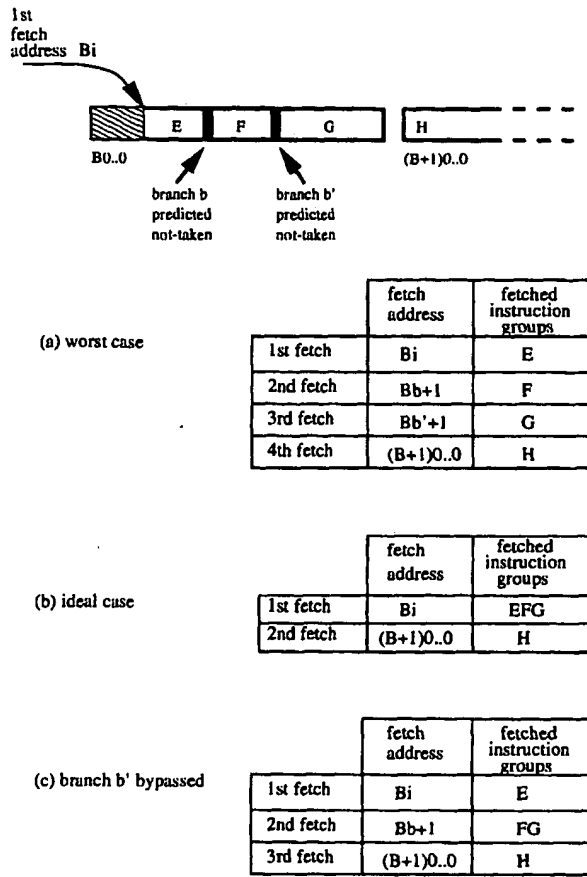 1st
fetch
address Bi
E F G H
B0..0 (B+1)0..0
branch b
predicted
not-taken
branch b'
predicted
not-taken
(a) worst case
fetch
address
fetched
instruction
groups
1st fetch Bi E
2nd fetch Bb+1 F
3rd fetch Bb'+1 G
4th fetch (B+1)0..0 H
(b) ideal case
fetch
address
fetched
instruction
groups
1st fetch Bi EFG
2nd fetch (B+1)0..0 H
(c) branch b' bypassed
fetch
address
fetched
instruction
groups
1st fetch Bi E
2nd fetch Bb+1 FG
3rd fetch (B+1)0..0 H